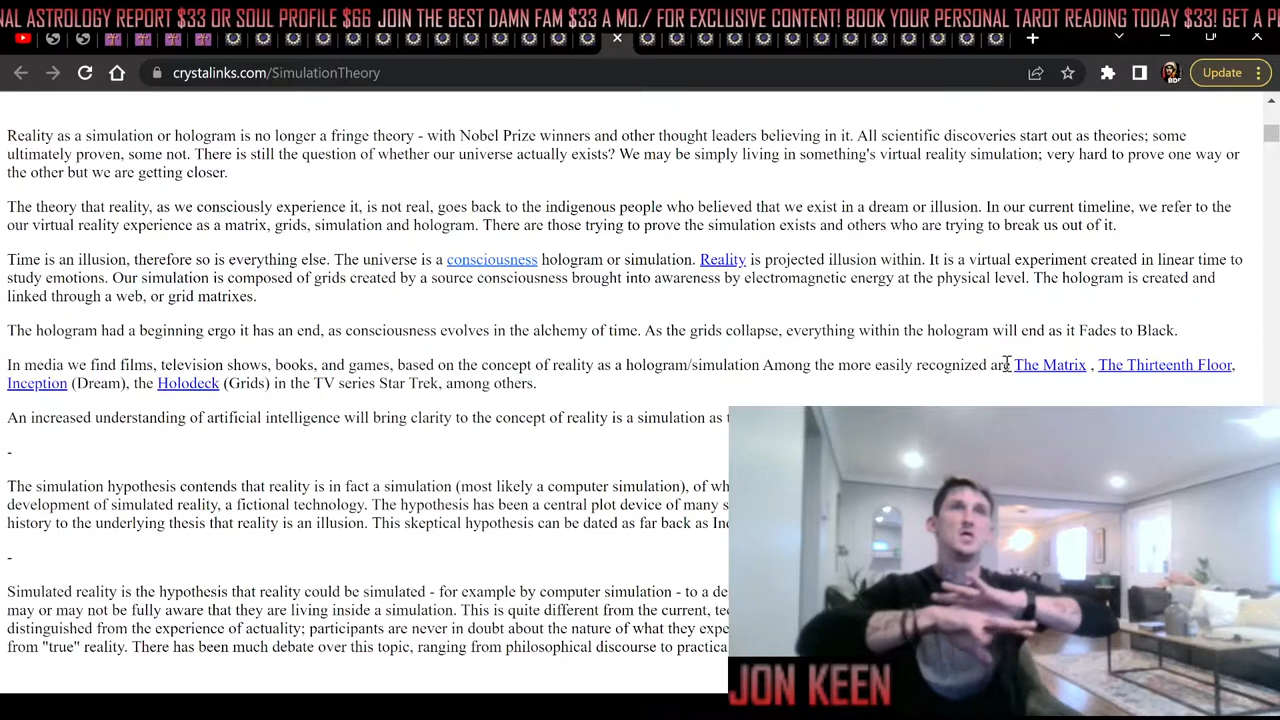 NAL ASTROLOGY REPORT $33 OR SOUL PROFILE $66 JOIN THE BEST DAMN FAM $33 A MO./ FOR EXCLUSIVE CONTENT! BOOK YOUR PERSONAL TAROT READING TODAY $33! GET A P
crystalinks.com/SimulationTheory
BDF
Update
Reality as a simulation or hologram is no longer a fringe theory - with Nobel Prize winners and other thought leaders believing in it. All scientific discoveries start out as theories; some
ultimately proven, some not. There is still the question of whether our universe actually exists? We may be simply living in something's virtual reality simulation; very hard to prove one way or
the other but we are getting closer.
The theory that reality, as we consciously experience it, is not real, goes back to the indigenous people who believed that we exist in a dream or illusion. In our current timeline, we refer to the
our virtual reality experience as a matrix, grids, simulation and hologram. There are those trying to prove the simulation exists and others who are trying to break us out of it.
Time is an illusion, therefore so is everything else. The universe is a consciousness hologram or simulation. Reality is projected illusion within. It is a virtual experiment created in linear time to
study emotions. Our simulation is composed of grids created by a source consciousness brought into awareness by electromagnetic energy at the physical level. The hologram is created and
linked through a web, or grid matrixes.
The hologram had a beginning ergo it has an end, as consciousness evolves in the alchemy of time. As the grids collapse, everything within the hologram will end as it Fades to Black.
In media we find films, television shows, books, and games, based on the concept of reality as a hologram/simulation Among the more easily recognized are The Matrix , The Thirteenth Floor,
Inception (Dream), the Holodeck (Grids) in the TV series Star Trek, among others.
An increased understanding of artificial intelligence will bring clarity to the concept of reality is a simulation as t
-
The simulation hypothesis contends that reality is in fact a simulation (most likely a computer simulation), of wh
development of simulated reality, a fictional technology. The hypothesis has been a central plot device of many s
history to the underlying thesis that reality is an illusion. This skeptical hypothesis can be dated as far back as In
-
Simulated reality is the hypothesis that reality could be simulated - for example by computer simulation - to a de
may or may not be fully aware that they are living inside a simulation. This is quite different from the current, te
distinguished from the experience of actuality; participants are never in doubt about the nature of what they expe
from "true" reality. There has been much debate over this topic, ranging from philosophical discourse to practica
JON KEEN